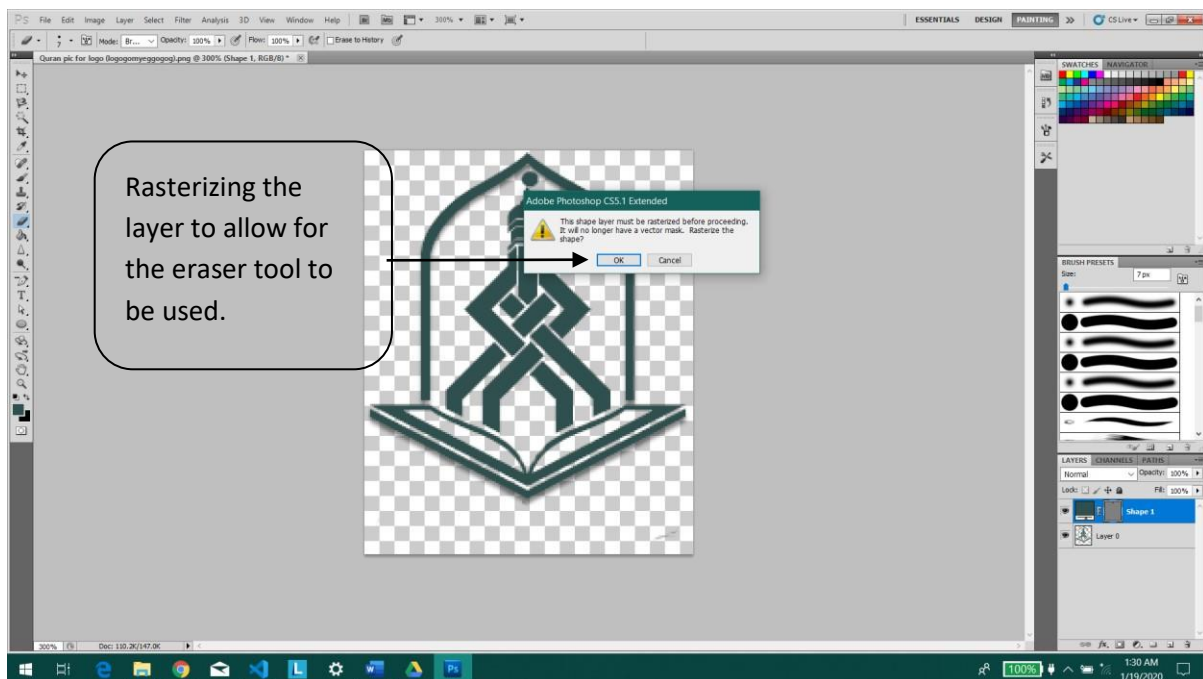 PS File Edit Image Layer Select Filter Analysis 3D View Window Help 300% ESSENTIALS DESIGN PAINTING CS Live
7 Mode: Br... Opacity: 100% Flow: 100% Erase to History
Quran pic for logo (logogomyeggogog).png @ 300% (Shape 1, RGB/8) *
SWATCHES NAVIGATOR
Rasterizing the
layer to allow for
the eraser tool to
be used.
Adobe Photoshop CS5.1 Extended
This shape layer must be rasterized before proceeding.
It will no longer have a vector mask. Rasterize the
shape?
OK Cancel
BRUSH PRESETS
Size: 7 px
LAYERS CHANNELS PATHS
Normal Opacity: 100%
Lock: Fill: 100%
Shape 1
Layer 0
300% Doc: 110.2K/147.0K
100% 1:30 AM
1/19/2020